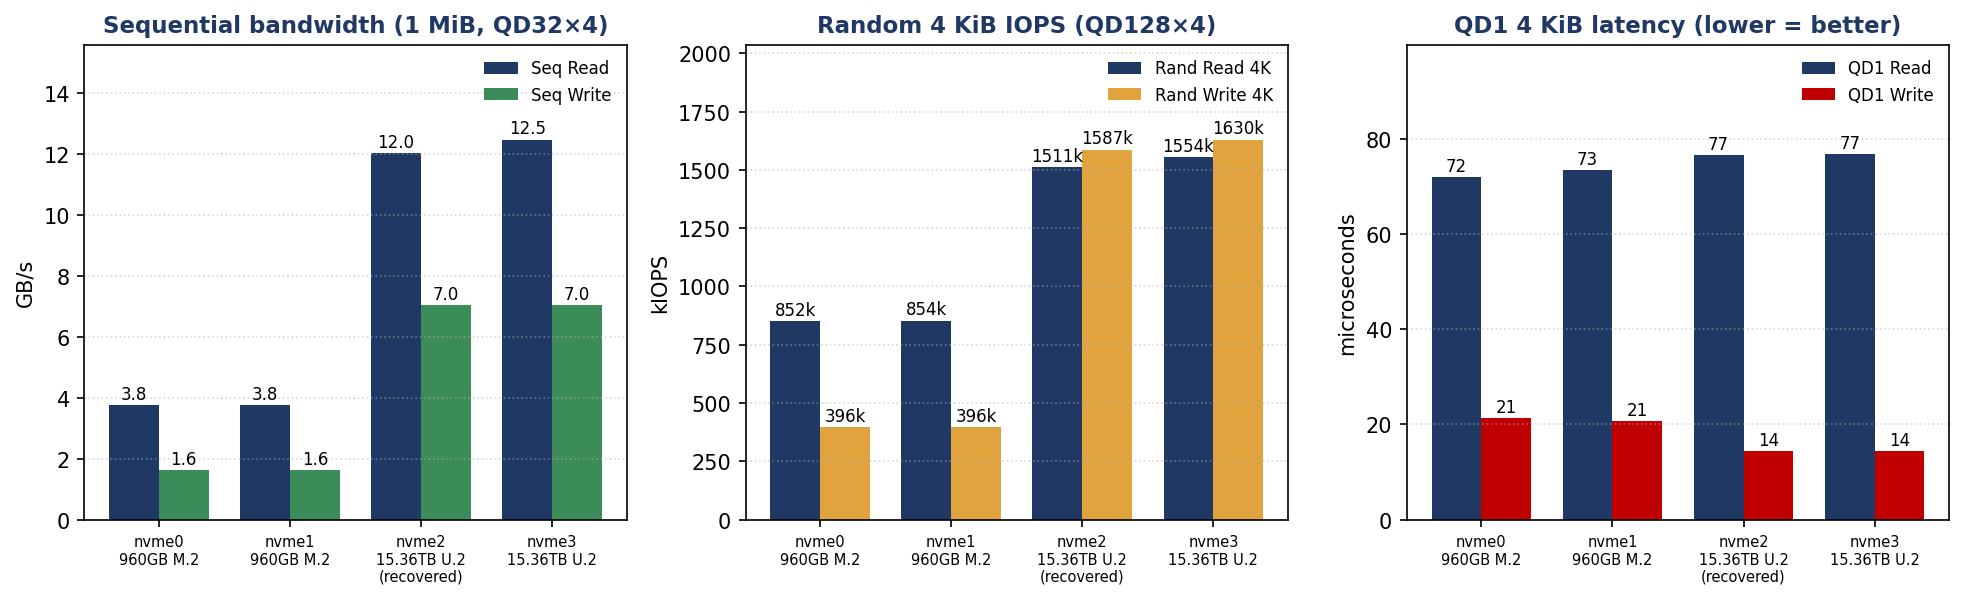 Sequential bandwidth (1 MiB, QD32×4)
Seq Read
Seq Write
GB/s
14
12
10
8
6
4
2
0
3.8
1.6
3.8
1.6
12.0
7.0
12.5
7.0
nvme0
960GB M.2
nvme1
960GB M.2
nvme2
15.36TB U.2
(recovered)
nvme3
15.36TB U.2
Random 4 KiB IOPS (QD128×4)
Rand Read 4K
Rand Write 4K
kIOPS
2000
1750
1500
1250
1000
750
500
250
0
852k
396k
854k
396k
1511k
1587k
1554k
1630k
nvme0
960GB M.2
nvme1
960GB M.2
nvme2
15.36TB U.2
(recovered)
nvme3
15.36TB U.2
QD1 4 KiB latency (lower = better)
QD1 Read
QD1 Write
microseconds
80
60
40
20
0
72
21
73
21
77
14
77
14
nvme0
960GB M.2
nvme1
960GB M.2
nvme2
15.36TB U.2
(recovered)
nvme3
15.36TB U.2